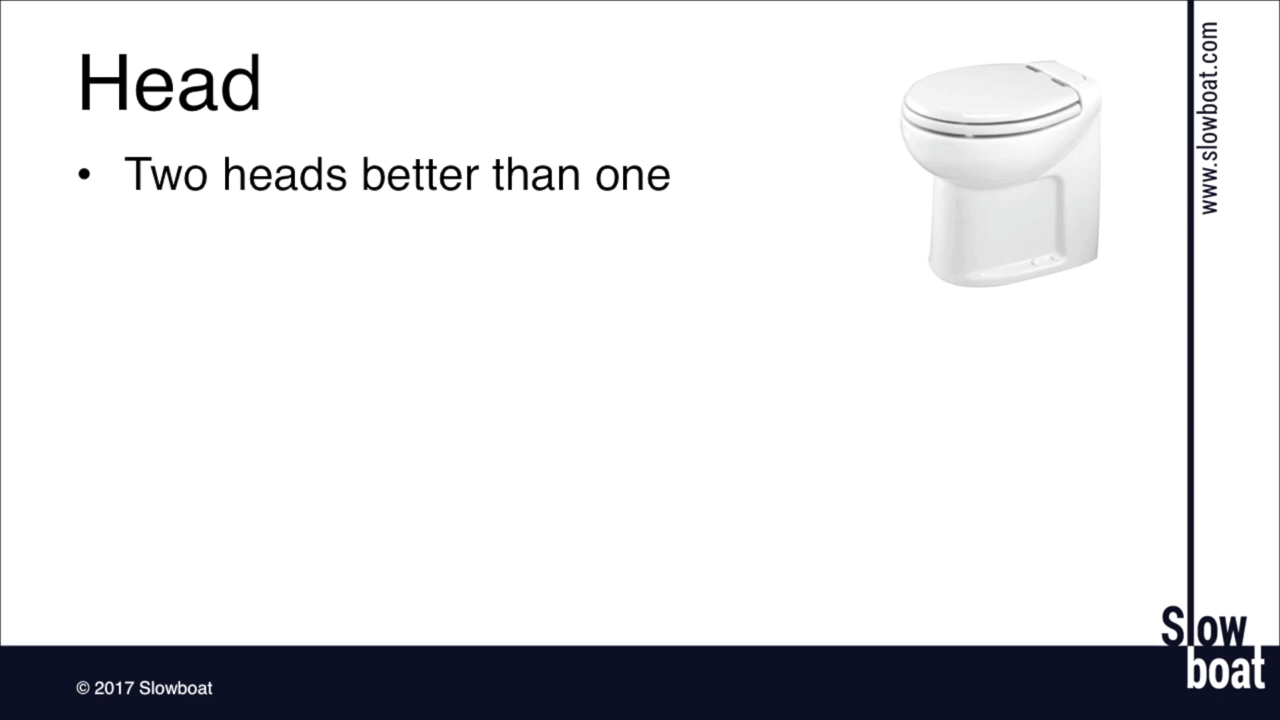 Head
• Two heads better than one
www.slowboat.com
Slow
boat
© 2017 Slowboat